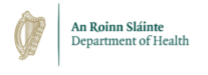 An Roinn Sláinte
Department of Health